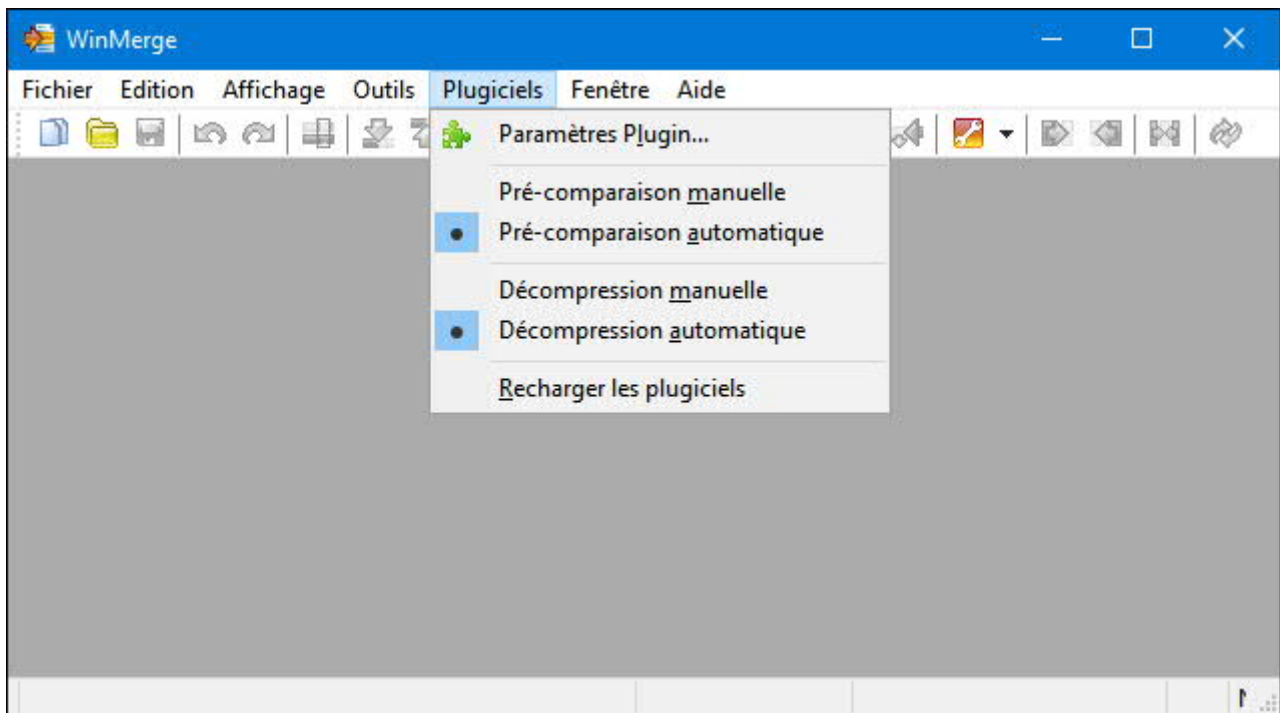 WinMerge
Fichier Edition Affichage Outils Plugiciels Fenêtre Aide
Paramètres Plugin...
Pré-comparaison manuelle
Pré-comparaison automatique
Décompression manuelle
Décompression automatique
Recharger les plugiciels